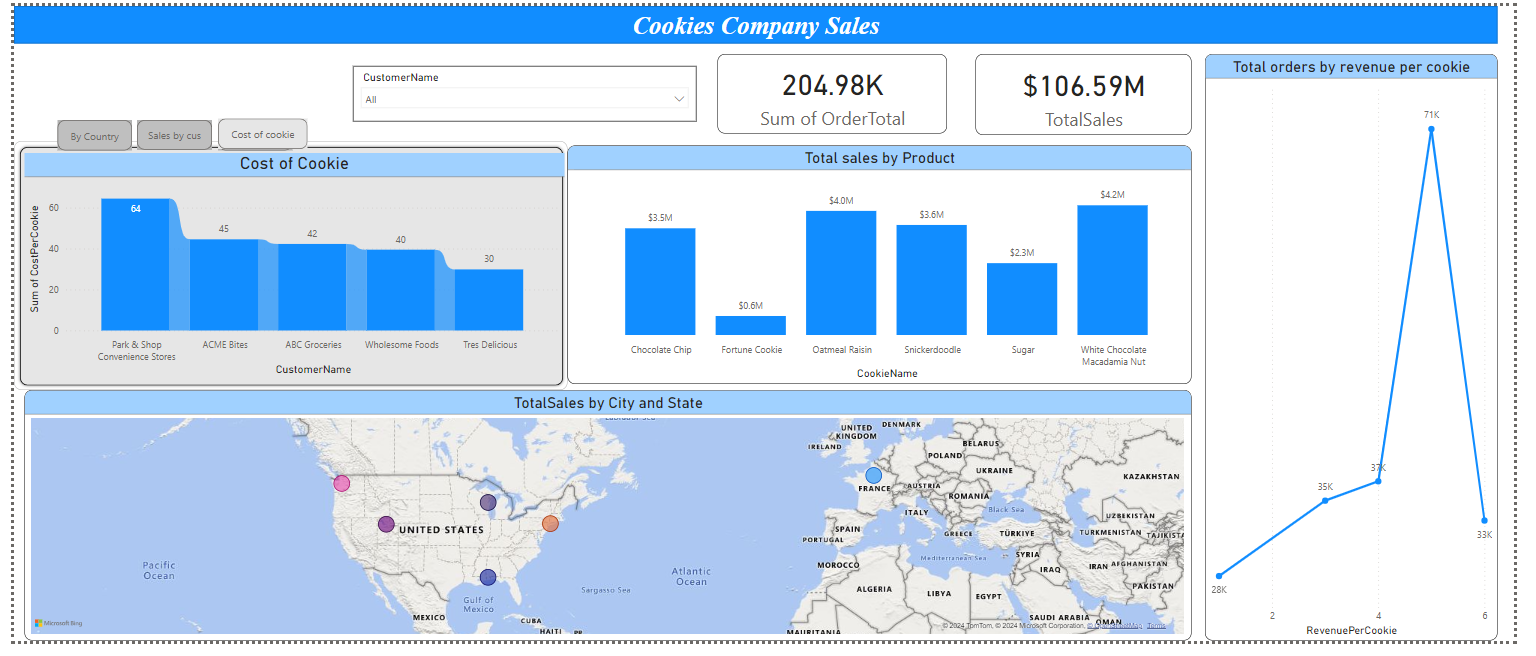 Cookies Company Sales
CustomerName
All
204.98K
Sum of OrderTotal
$106.59M
TotalSales
By Country
Sales by cus
Cost of cookie
Cost of Cookie
Sum of CostPerCookie
60
40
20
0
64
45
42
40
30
Park & Shop
Convenience Stores
ACME Bites
ABC Groceries
Wholesome Foods
Tres Delicious
CustomerName
Total sales by Product
$3.5M
$0.6M
$4.0M
$3.6M
$2.3M
$4.2M
Chocolate Chip
Fortune Cookie
Oatmeal Raisin
Snickerdoodle
Sugar
White Chocolate
Macadamia Nut
CookieName
Total orders by revenue per cookie
71K
37K
35K
33K
28K
2
4
6
RevenuePerCookie
TotalSales by City and State
Labrador Sea
UNITED
KINGDOM
DENMARK
IRELAND
BELARUS
POLAND
UKRAINE
KAZAKHSTAN
FRANCE
AUSTRIA
ROMANIA
ITALY
Black Sea
UZBEKISTAN
UNITED STATES
SPAIN
PORTUGAL
GREECE
TÜRKIYE
TURKMENISTAN
TAJIKISTA
Mediterranean Sea
SYRIA
MOROCCO
IRAQ
IRAN
AFGHANISTAN
Pacific
Ocean
Atlantic
Ocean
Sargasso Sea
ALGERIA
LIBYA
EGYPT
PAKISTAN
Gulf of
Mexico
MEXICO
CUBA
HAITI
PR
SAUDI ARABIA
OMAN
MAURITANIA
Microsoft Bing
© 2024 TomTom, © 2024 Microsoft Corporation, © OpenStreetMap Terms